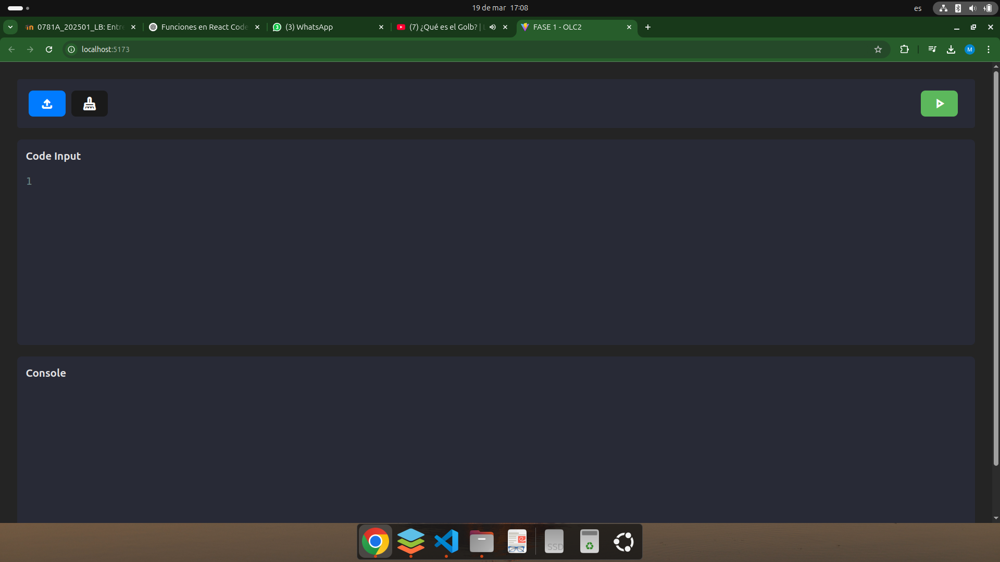 19 de mar 17:08
es
0781A_202501_LB: Entre
Funciones en React Code
(3) WhatsApp
(7) ¿Qué es el Golb? |
FASE 1 - OLC2
localhost:5173
M
Code Input
1
Console
SSD